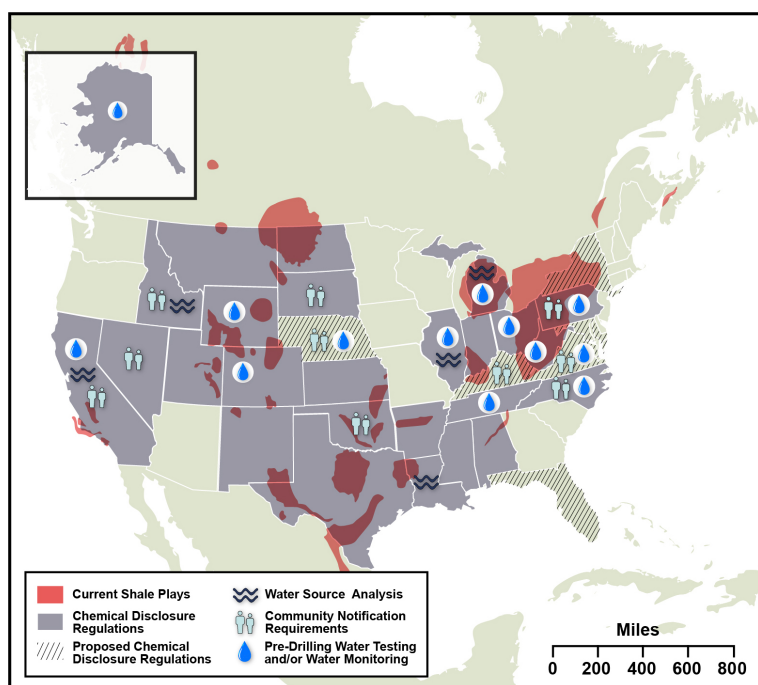 Current Shale Plays
Chemical Disclosure
Regulations
Proposed Chemical
Disclosure Regulations
Water Source Analysis
Community Notification
Requirements
Pre-Drilling Water Testing
and/or Water Monitoring
Miles
0 200 400 600 800